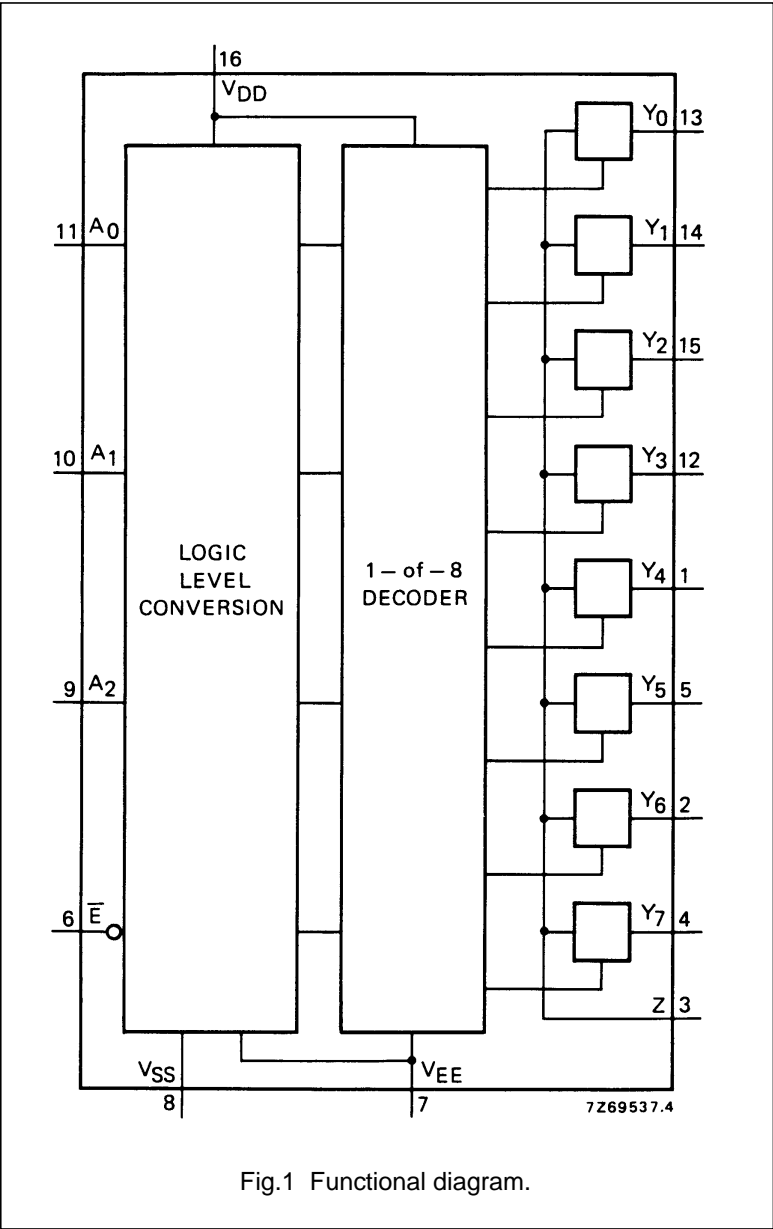 16
VDD
Y0 13
11 A0
Y1 14
Y2 15
10 A1
Y3 12
LOGIC
LEVEL
CONVERSION
1 – of – 8
DECODER
Y4 1
9 A2
Y5 5
Y6 2
6 E̅
Y7 4
Z 3
VSS
VEE
8
7
7Z69537.4
Fig.1 Functional diagram.